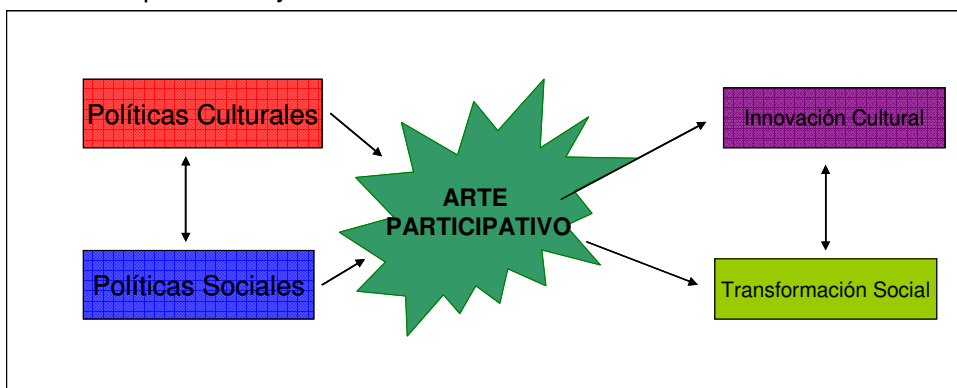 Políticas Culturales
Innovación Cultural
ARTE
PARTICIPATIVO
Políticas Sociales
Transformación Social